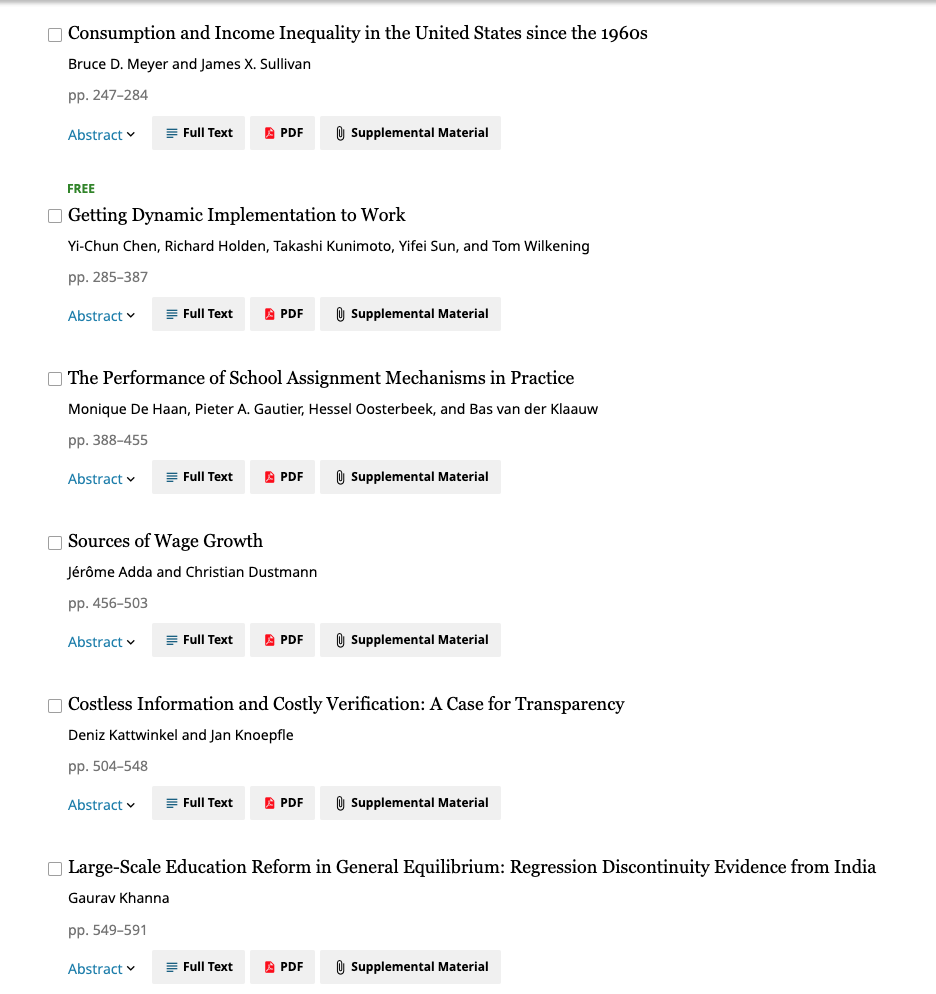 Consumption and Income Inequality in the United States since the 1960s
Bruce D. Meyer and James X. Sullivan
pp. 247–284
Abstract Full Text PDF Supplemental Material
FREE
Getting Dynamic Implementation to Work
Yi-Chun Chen, Richard Holden, Takashi Kunimoto, Yifei Sun, and Tom Wilkening
pp. 285–387
Abstract Full Text PDF Supplemental Material
The Performance of School Assignment Mechanisms in Practice
Monique De Haan, Pieter A. Gautier, Hessel Oosterbeek, and Bas van der Klaauw
pp. 388–455
Abstract Full Text PDF Supplemental Material
Sources of Wage Growth
Jérôme Adda and Christian Dustmann
pp. 456–503
Abstract Full Text PDF Supplemental Material
Costless Information and Costly Verification: A Case for Transparency
Deniz Kattwinkel and Jan Knoepfle
pp. 504–548
Abstract Full Text PDF Supplemental Material
Large-Scale Education Reform in General Equilibrium: Regression Discontinuity Evidence from India
Gaurav Khanna
pp. 549–591
Abstract Full Text PDF Supplemental Material